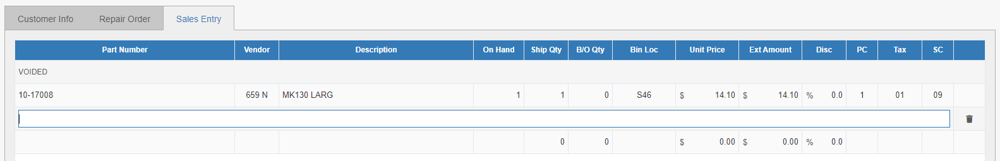 Customer Info Repair Order Sales Entry
Part Number Vendor Description On Hand Ship Qty B/O Qty Bin Loc Unit Price Ext Amount Disc PC Tax SC
VOIDED
10-17008 659 N MK130 LARG 1 1 0 S46 $ 14.10 $ 14.10 % 0.0 1 01 09
0 0 $ 0.00 $ 0.00 % 0.0